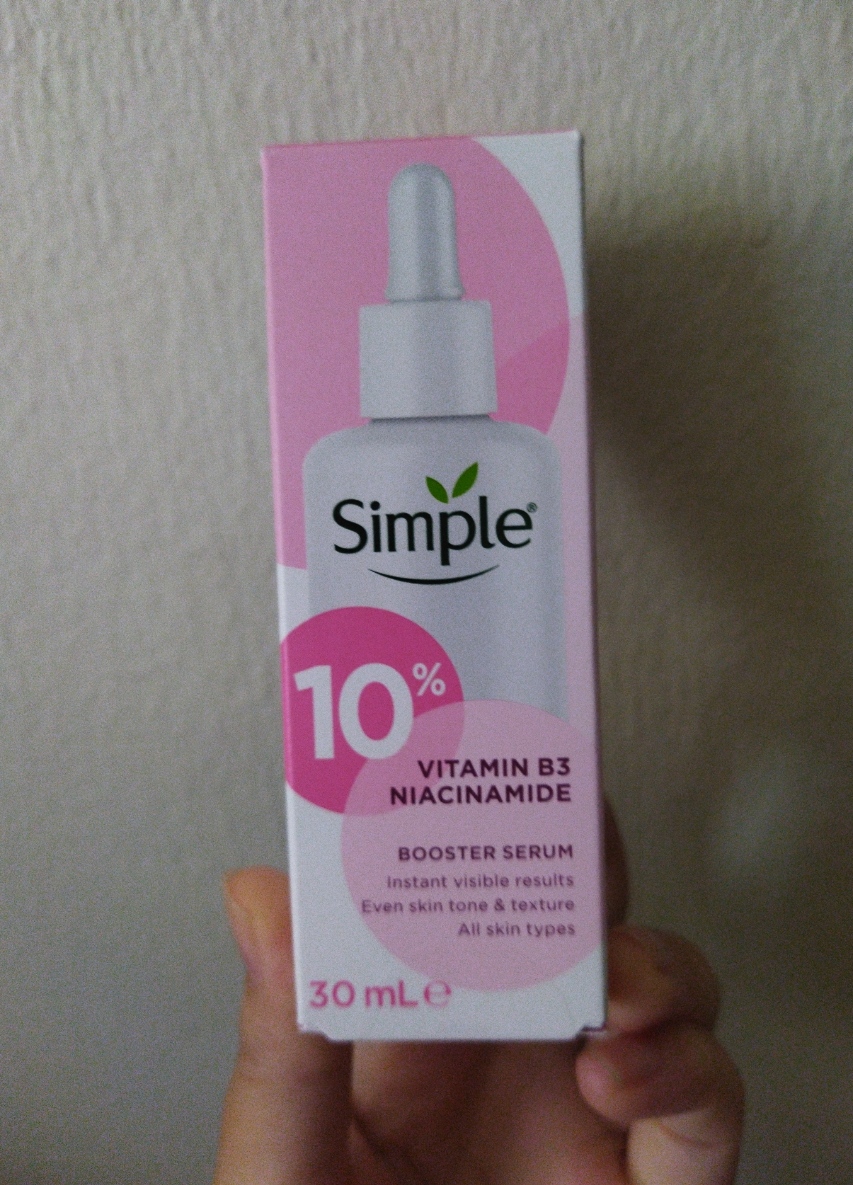 Simple®
10%
VITAMIN B3
NIACINAMIDE
BOOSTER SERUM
Instant visible results
Even skin tone & texture
All skin types
30 mL ℮